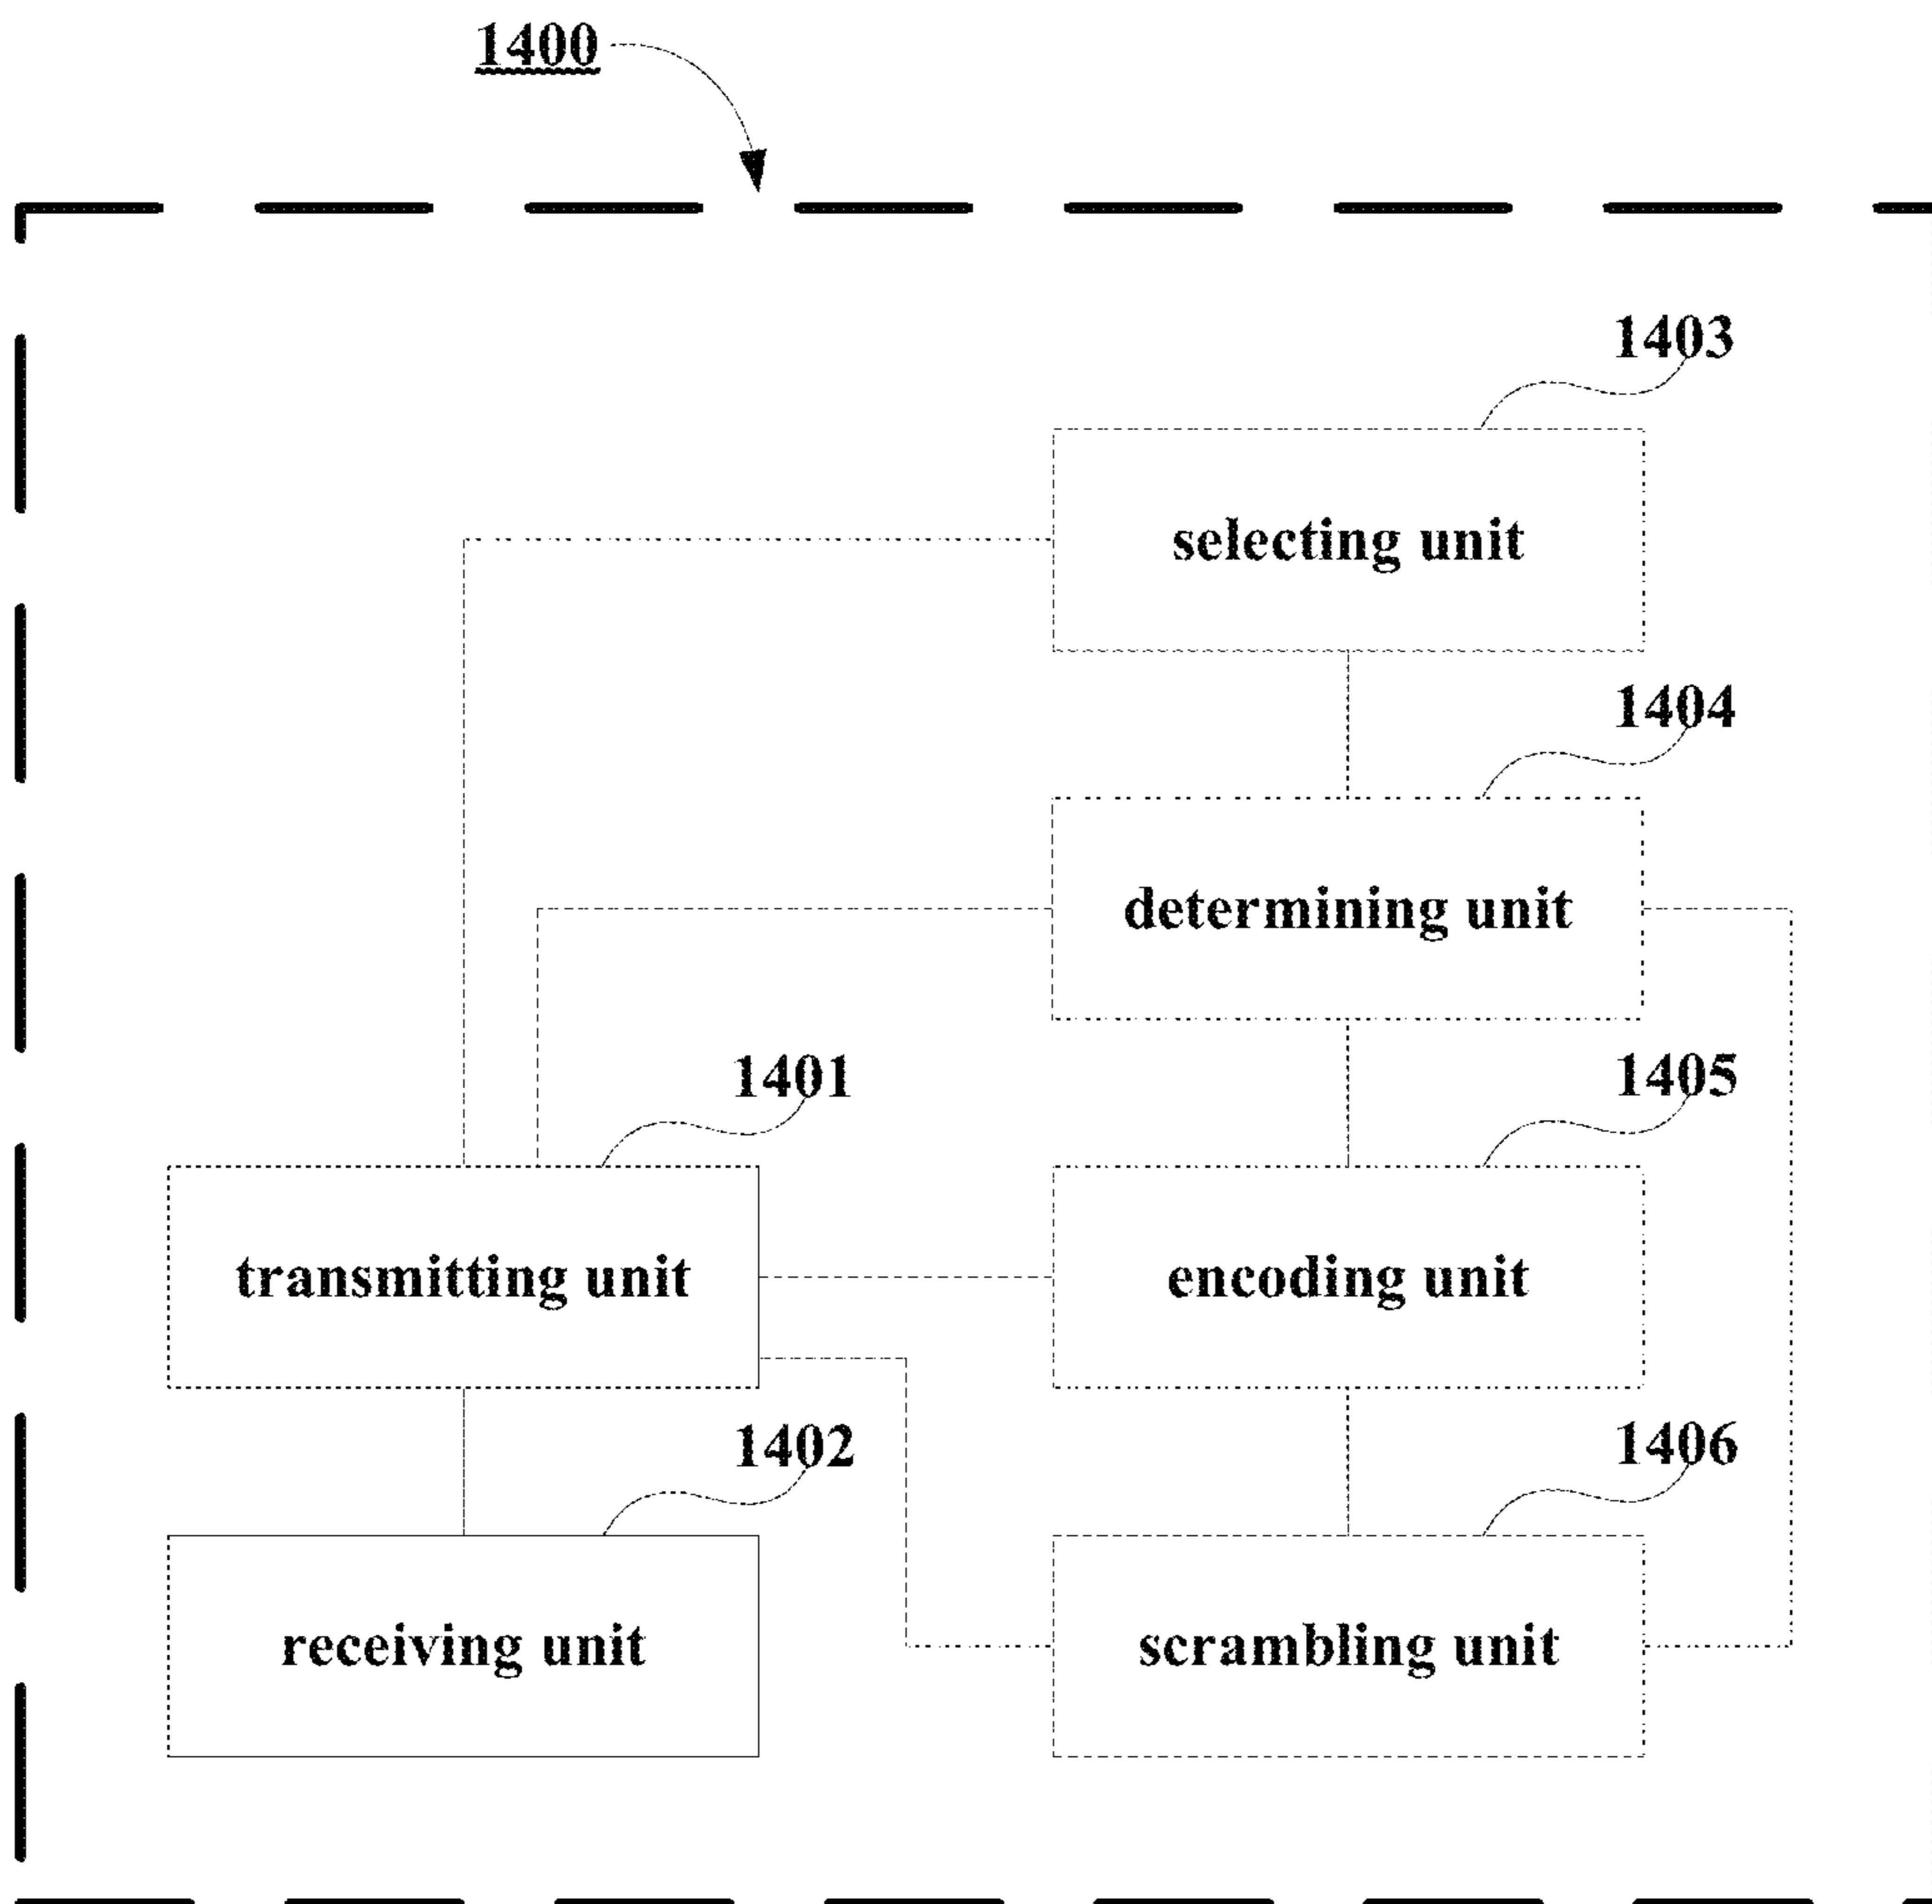 1400
1403
selecting unit
1404
determining unit
1401
1405
transmitting unit
encoding unit
1402
1406
receiving unit
scrambling unit